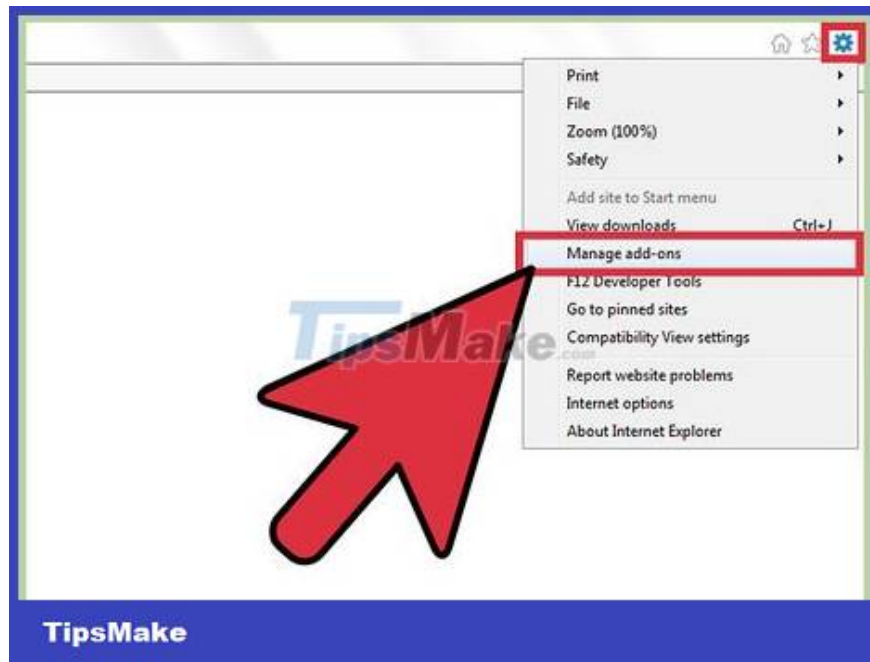 Print
File
Zoom (100%)
Safety
Add site to Start menu
View downloads Ctrl+J
Manage add-ons
F12 Developer Tools
Go to pinned sites
Compatibility View settings
Report website problems
Internet options
About Internet Explorer
TipsMake.com
TipsMake